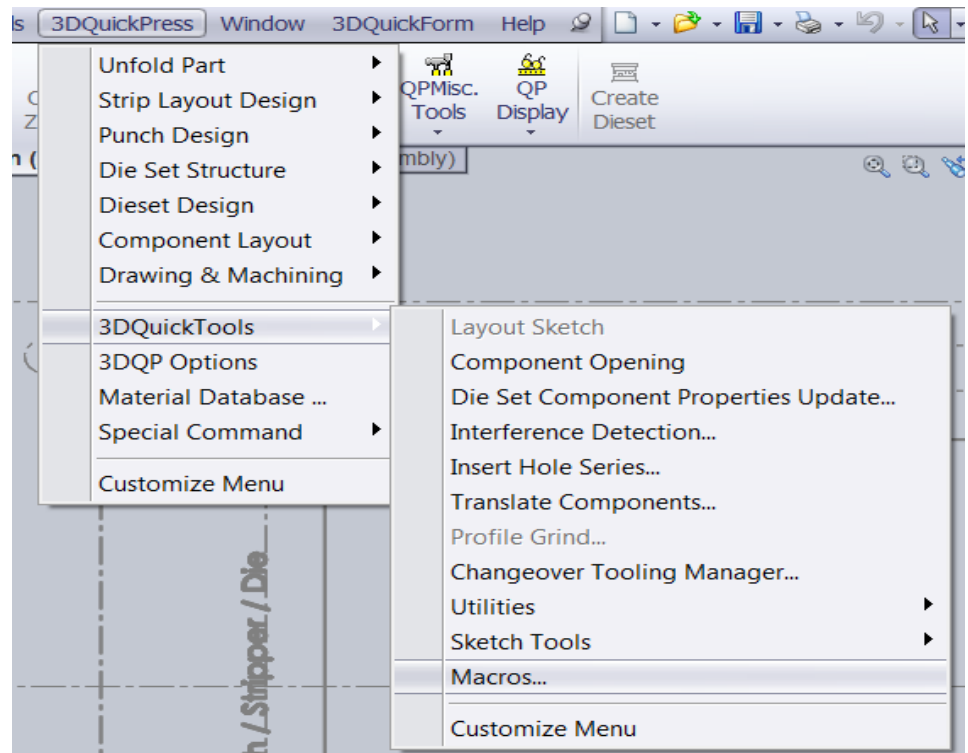 3DQuickPress Window 3DQuickForm Help
Unfold Part
Strip Layout Design
Punch Design
Die Set Structure
Dieset Design
Component Layout
Drawing & Machining
3DQuickTools
3DQP Options
Material Database ...
Special Command
Customize Menu
QPMisc.
Tools
QP
Display
Create
Dieset
mbly)
Layout Sketch
Component Opening
Die Set Component Properties Update...
Interference Detection...
Insert Hole Series...
Translate Components...
Profile Grind...
Changeover Tooling Manager...
Utilities
Sketch Tools
Macros...
Customize Menu
h / Stripper / Die